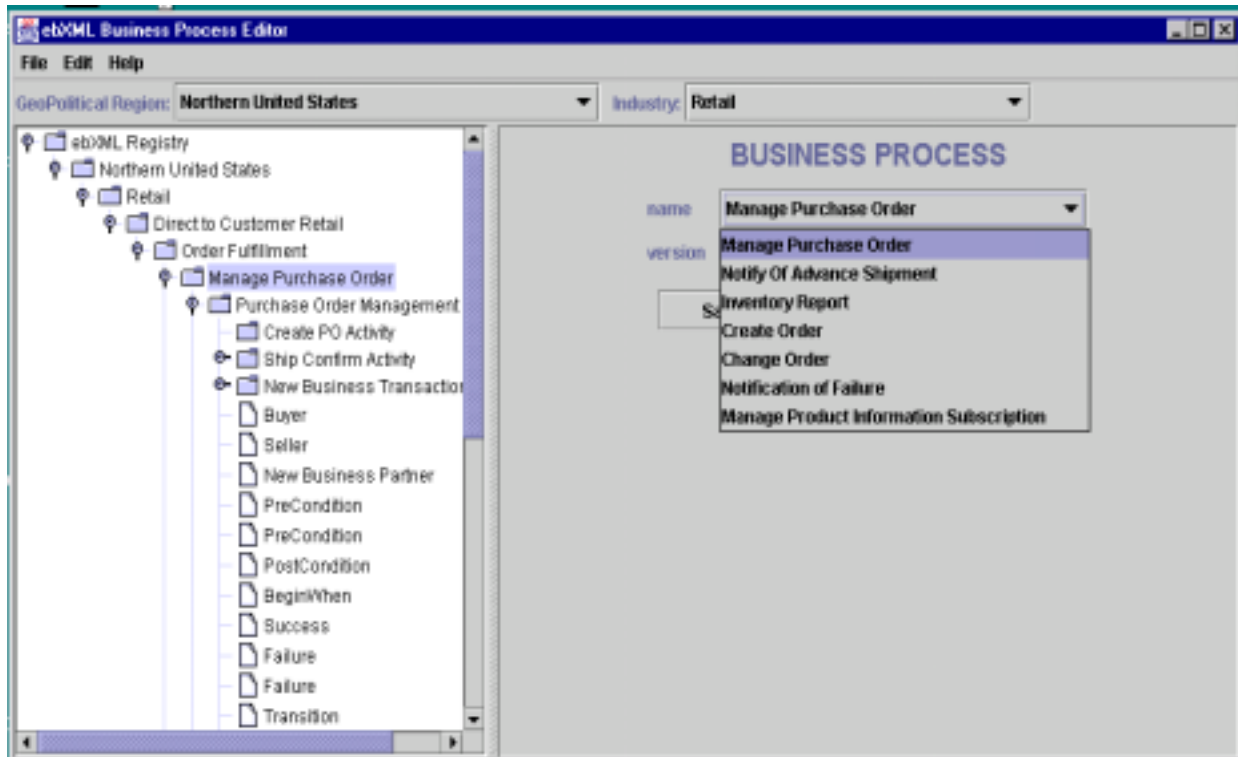 ebXML Business Process Editor
File Edit Help
GeoPolitical Region: Northern United States Industry: Retail
ebXML Registry
Northern United States
Retail
Direct to Customer Retail
Order Fulfillment
Manage Purchase Order
Purchase Order Management
Create PO Activity
Ship Confirm Activity
New Business Transaction
Buyer
Seller
New Business Partner
PreCondition
PreCondition
PostCondition
BeginWhen
Success
Failure
Failure
Transition
BUSINESS PROCESS
name Manage Purchase Order
version
Manage Purchase Order
Notify Of Advance Shipment
Inventory Report
Create Order
Change Order
Notification of Failure
Manage Product Information Subscription